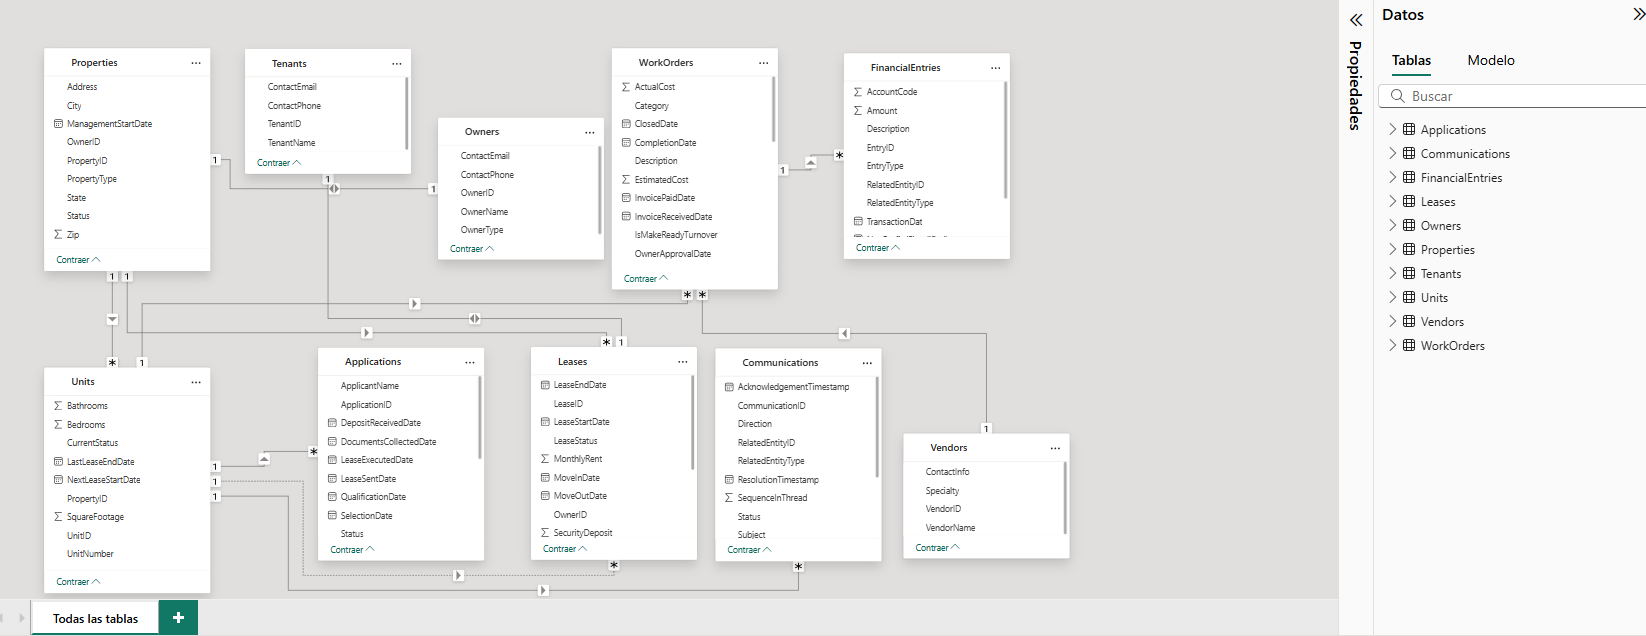 Properties
Address
City
ManagementStartDate
OwnerID
PropertyID
PropertyType
State
Status
Zip
Contraer
Tenants
ContactEmail
ContactPhone
TenantID
TenantName
Contraer
Owners
ContactEmail
ContactPhone
OwnerID
OwnerName
OwnerType
Contraer
WorkOrders
ActualCost
Category
ClosedDate
CompletionDate
Description
EstimatedCost
InvoicePaidDate
InvoiceReceivedDate
IsMakeReadyTurnover
OwnerApprovalDate
Contraer
FinancialEntries
AccountCode
Amount
Description
EntryID
EntryType
RelatedEntityID
RelatedEntityType
TransactionDat
Contraer
1
1
1
1
*
1
1
*
1
*
*
*
1
1
1
1
*
*
*
1
Units
Bathrooms
Bedrooms
CurrentStatus
LastLeaseEndDate
NextLeaseStartDate
PropertyID
SquareFootage
UnitID
UnitNumber
Contraer
Applications
ApplicantName
ApplicationID
DepositReceivedDate
DocumentsCollectedDate
LeaseExecutedDate
LeaseSentDate
QualificationDate
SelectionDate
Status
Contraer
Leases
LeaseEndDate
LeaseID
LeaseStartDate
LeaseStatus
MonthlyRent
MoveInDate
MoveOutDate
OwnerID
SecurityDeposit
Contraer
Communications
AcknowledgementTimestamp
CommunicationID
Direction
RelatedEntityID
RelatedEntityType
ResolutionTimestamp
SequenceInThread
Status
Subject
Contraer
Vendors
ContactInfo
Specialty
VendorID
VendorName
Contraer
Todas las tablas
+
Propiedades
Datos
Tablas
Modelo
Buscar
Applications
Communications
FinancialEntries
Leases
Owners
Properties
Tenants
Units
Vendors
WorkOrders